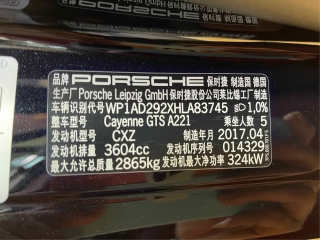 品牌 PORSCHE 保时捷 制造国 德国
生产厂 Porsche Leipzig GmbH 保时捷股份公司莱比锡工厂制造
车辆识别代号 WP1AD292XHLA83745 1,0%
整车型号 Cayenne GTS A221 乘坐人数 5
发动机型号 CXZ 制造年月 2017.04
发动机排量 3604cc 发动机序列号 014329
最大允许总质量 2865kg 发动机最大净功率 324kW